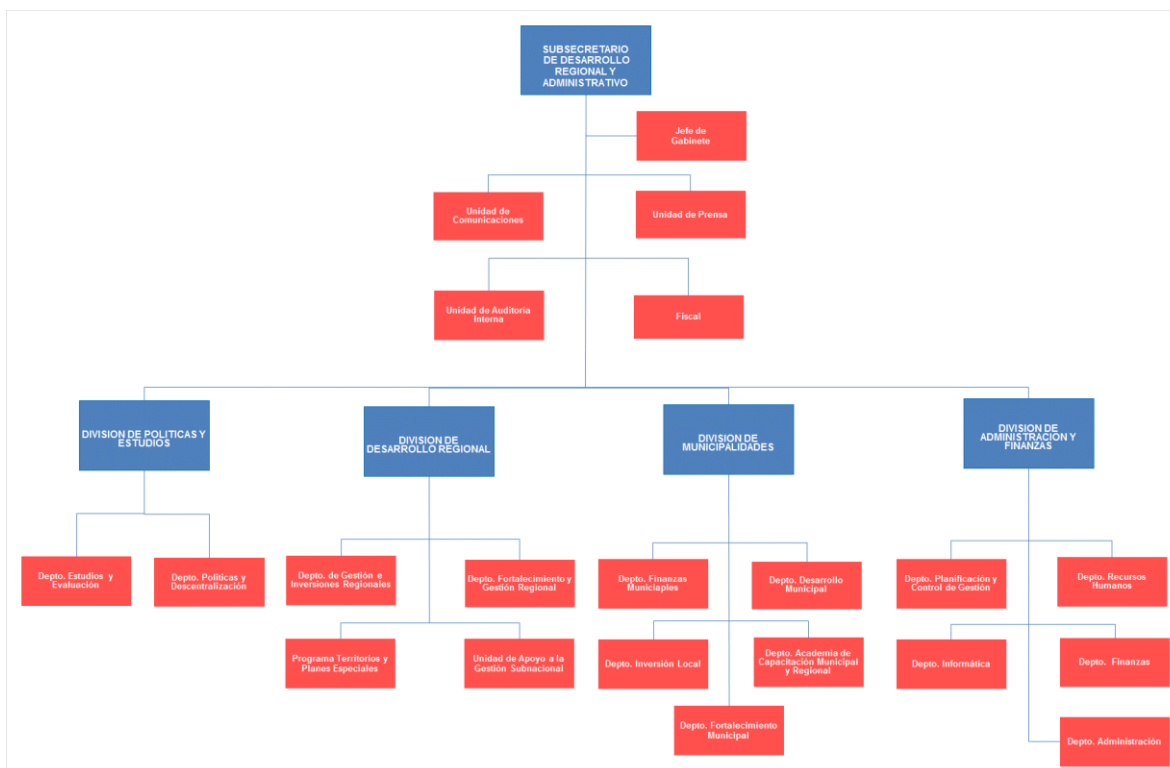 SUBSECRETARIO
DE DESARROLLO
REGIONAL Y
ADMINISTRATIVO
Jefe de
Gabinete
Unidad de
Comunicaciones
Unidad de Prensa
Unidad de Auditoria
Interna
Fiscal
DIVISION DE POLITICAS Y
ESTUDIOS
DIVISION DE
DESARROLLO REGIONAL
DIVISION DE
MUNICIPALIDADES
DIVISION DE
ADMINISTRACION Y
FINANZAS
Depto. Estudios y
Evaluación
Depto. Politicas y
Descentralización
Depto. de Gestión e
Inversiones Regionales
Depto. Fortalecimiento y
Gestión Regional
Depto. Finanzas
Municiaples
Depto. Desarrollo
Municipal
Depto. Planificación y
Control de Gestión
Depto. Recursos
Humanos
Programa Territorios y
Planes Especiales
Unidad de Apoyo a la
Gestión Subnacional
Depto. Inversión Local
Depto. Academia de
Capacitación Municipal
y Regional
Depto. Informática
Depto. Finanzas
Depto. Fortalecimiento
Municipal
Depto. Administración